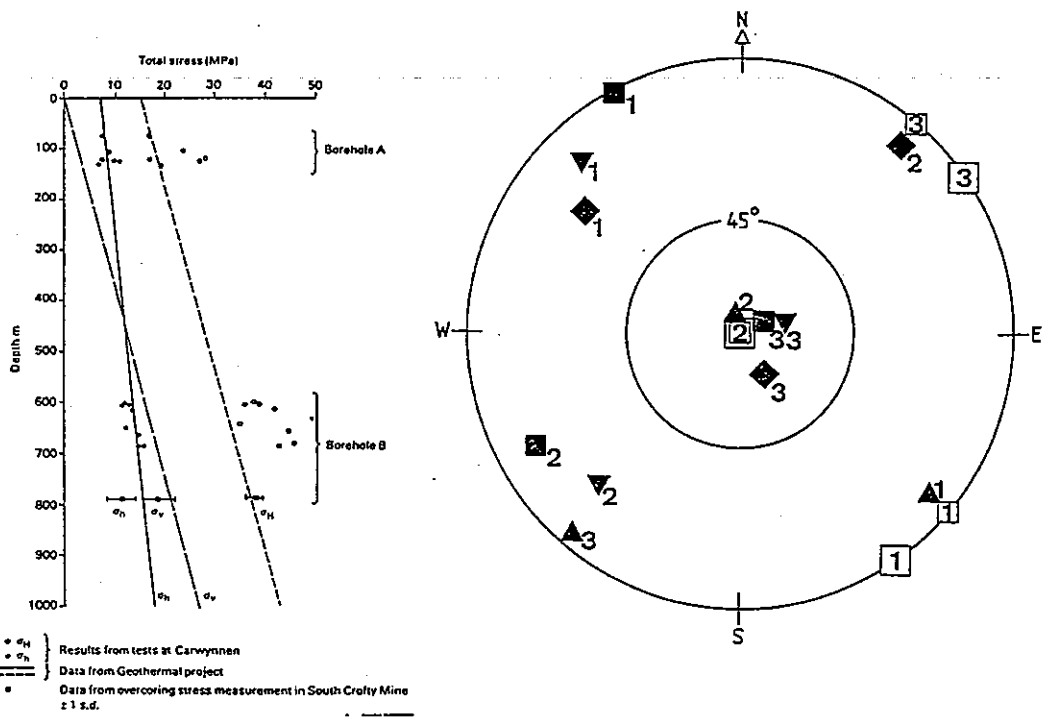 Total stress (MPa)
0 10 20 30 40 50
0
100
200
300
400
500
600
700
800
900
1000
Depth m
Borehole A
Borehole B
σh σv σH
σh σv
σH
σh
Results from tests at Carwynnen
Data from Geothermal project
Data from overcoring stress measurement in South Crofty Mine
± 1 s.d.
N
1
3
2
1
3
1
45°
2
W
2
3 3
E
3
2
2
1
1
3
1
S